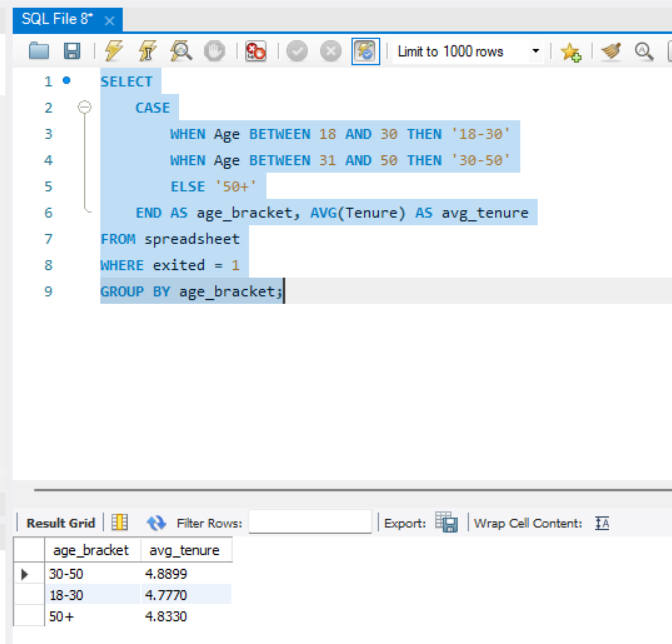 SQL File 8*
Limit to 1000 rows
1 SELECT
2 CASE
3 WHEN Age BETWEEN 18 AND 30 THEN '18-30'
4 WHEN Age BETWEEN 31 AND 50 THEN '30-50'
5 ELSE '50+'
6 END AS age_bracket, AVG(Tenure) AS avg_tenure
7 FROM spreadsheet
8 WHERE exited = 1
9 GROUP BY age_bracket;
Result Grid Filter Rows: Export: Wrap Cell Content: IA
age_bracket avg_tenure
30-50 4.8899
18-30 4.7770
50+ 4.8330